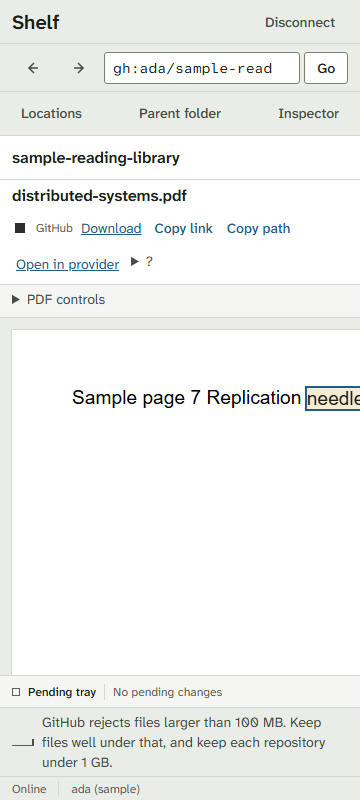 Shelf
Disconnect
gh:ada/sample-read
Go
Locations
Parent folder
Inspector
sample-reading-library
distributed-systems.pdf
GitHub Download Copy link Copy path
Open in provider ?
PDF controls
Sample page 7 Replication needle
Pending tray No pending changes
GitHub rejects files larger than 100 MB. Keep
files well under that, and keep each repository
under 1 GB.
Online ada (sample)